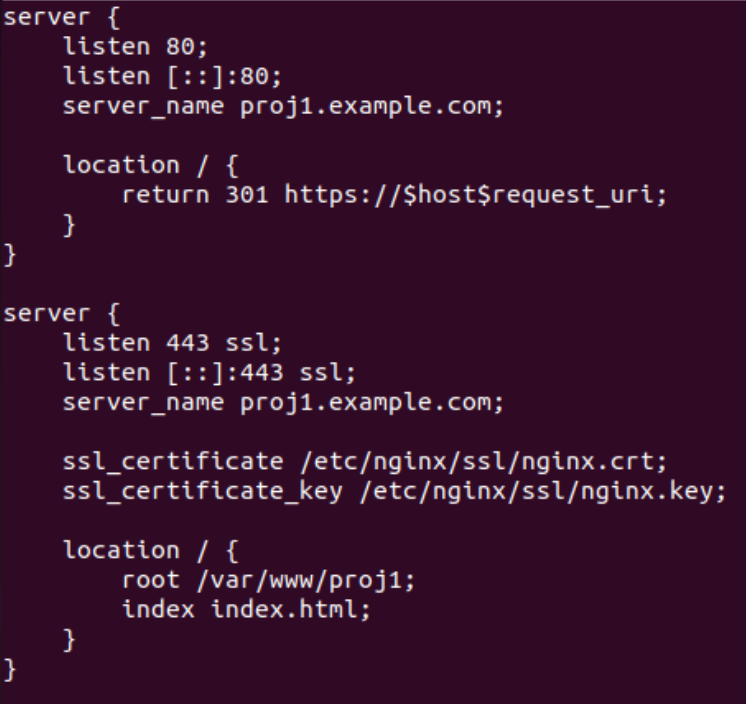 server {
    listen 80;
    listen [::]:80;
    server_name proj1.example.com;

    location / {
        return 301 https://$host$request_uri;
    }
}

server {
    listen 443 ssl;
    listen [::]:443 ssl;
    server_name proj1.example.com;

    ssl_certificate /etc/nginx/ssl/nginx.crt;
    ssl_certificate_key /etc/nginx/ssl/nginx.key;

    location / {
        root /var/www/proj1;
        index index.html;
    }
}